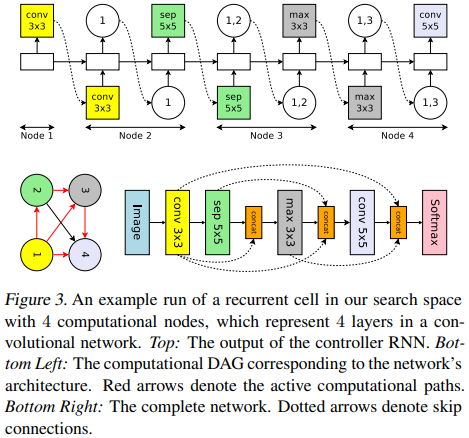 conv 3x3
1
sep 5x5
1,2
max 3x3
1,3
conv 5x5
conv 3x3
1
sep 5x5
1,2
max 3x3
1,3
Node 1
Node 2
Node 3
Node 4
2
3
1
4
Image
conv 3x3
sep 5x5
concat
max 3x3
concat
conv 5x5
concat
Softmax
Figure 3. An example run of a recurrent cell in our search space
with 4 computational nodes, which represent 4 layers in a con-
volutional network. Top: The output of the controller RNN. Bot-
tom Left: The computational DAG corresponding to the network's
architecture. Red arrows denote the active computational paths.
Bottom Right: The complete network. Dotted arrows denote skip
connections.